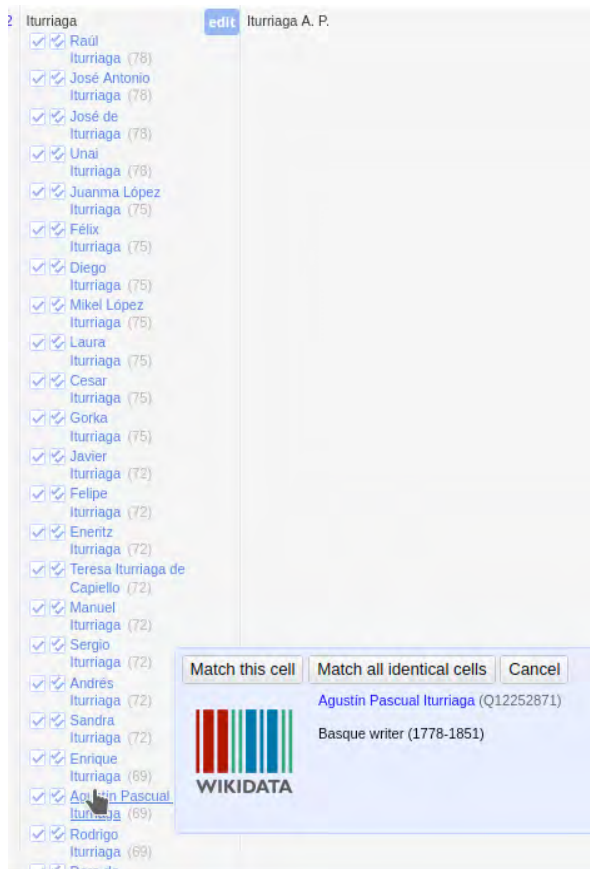 2 Iturriaga edit Iturriaga A. P.
Raúl
Iturriaga (78)
José Antonio
Iturriaga (78)
José de
Iturriaga (78)
Unai
Iturriaga (78)
Juanma López
Iturriaga (75)
Félix
Iturriaga (75)
Diego
Iturriaga (75)
Mikel López
Iturriaga (75)
Laura
Iturriaga (75)
Cesar
Iturriaga (75)
Gorka
Iturriaga (75)
Javier
Iturriaga (72)
Felipe
Iturriaga (72)
Eneritz
Iturriaga (72)
Teresa Iturriaga de
Capiello (72)
Manuel
Iturriaga (72)
Sergio
Iturriaga (72)
Andrés
Iturriaga (72)
Sandra
Iturriaga (72)
Enrique
Iturriaga (69)
Agustín Pascual
Iturriaga (69)
Rodrigo
Iturriaga (69)
Match this cell Match all identical cells Cancel
Agustín Pascual Iturriaga (Q12252871)
Basque writer (1778-1851)
WIKIDATA